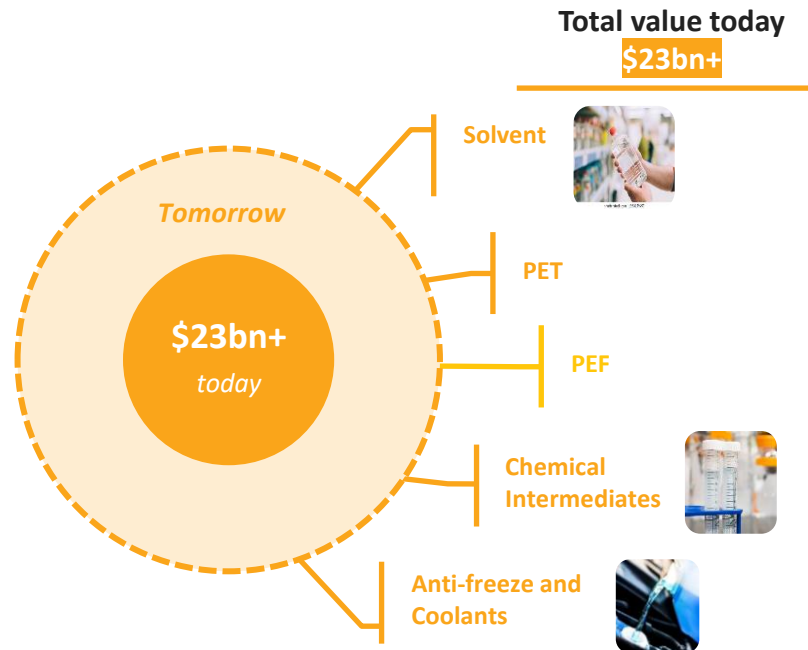 Total value today
$23bn+
Solvent
Tomorrow
PET
$23bn+
today
PEF
Chemical
Intermediates
Anti-freeze and
Coolants